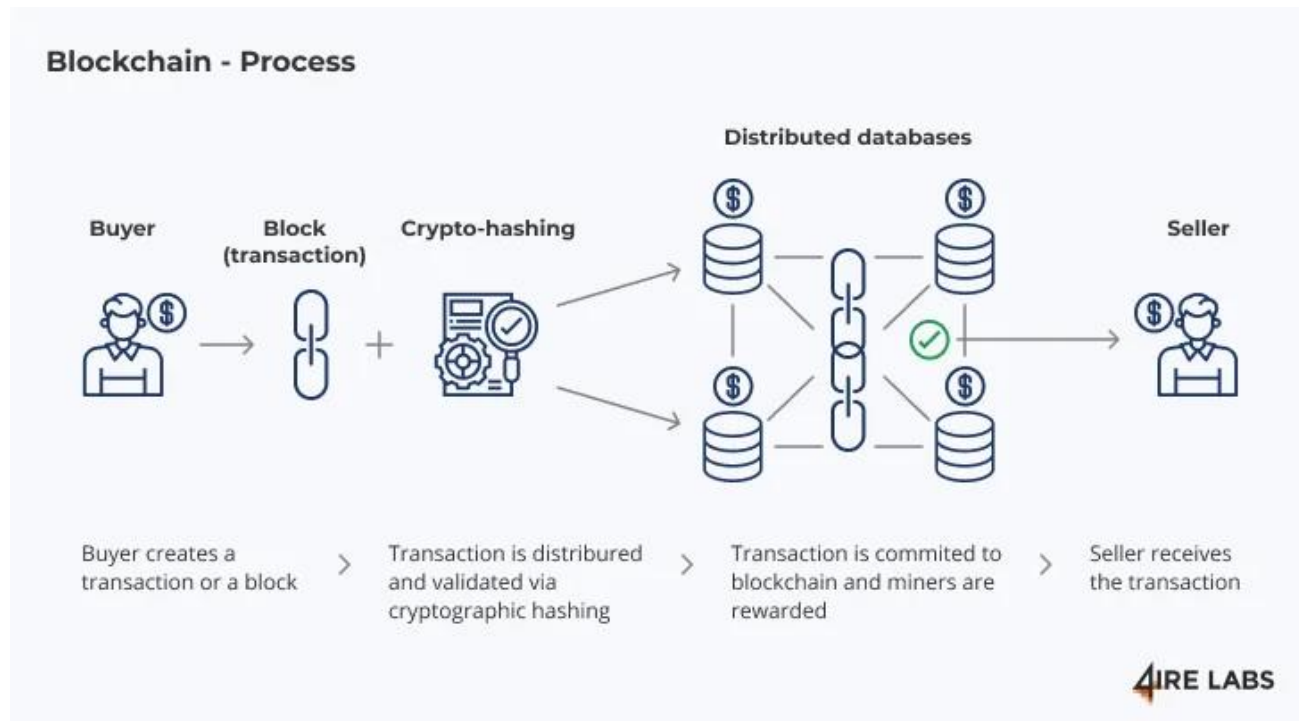 Blockchain - Process
Distributed databases
Buyer
Block
(transaction)
Crypto-hashing
Seller
Buyer creates a
transaction or a block
Transaction is distribured
and validated via
cryptographic hashing
Transaction is commited to
blockchain and miners are
rewarded
Seller receives
the transaction
4IRE LABS